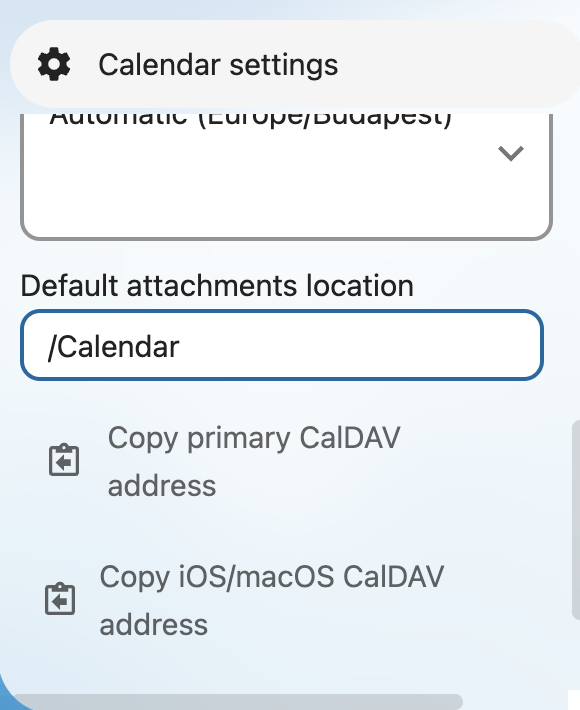 Calendar settings
Automatic (Europe/Budapest)
Default attachments location
/Calendar
Copy primary CalDAV
address
Copy iOS/macOS CalDAV
address